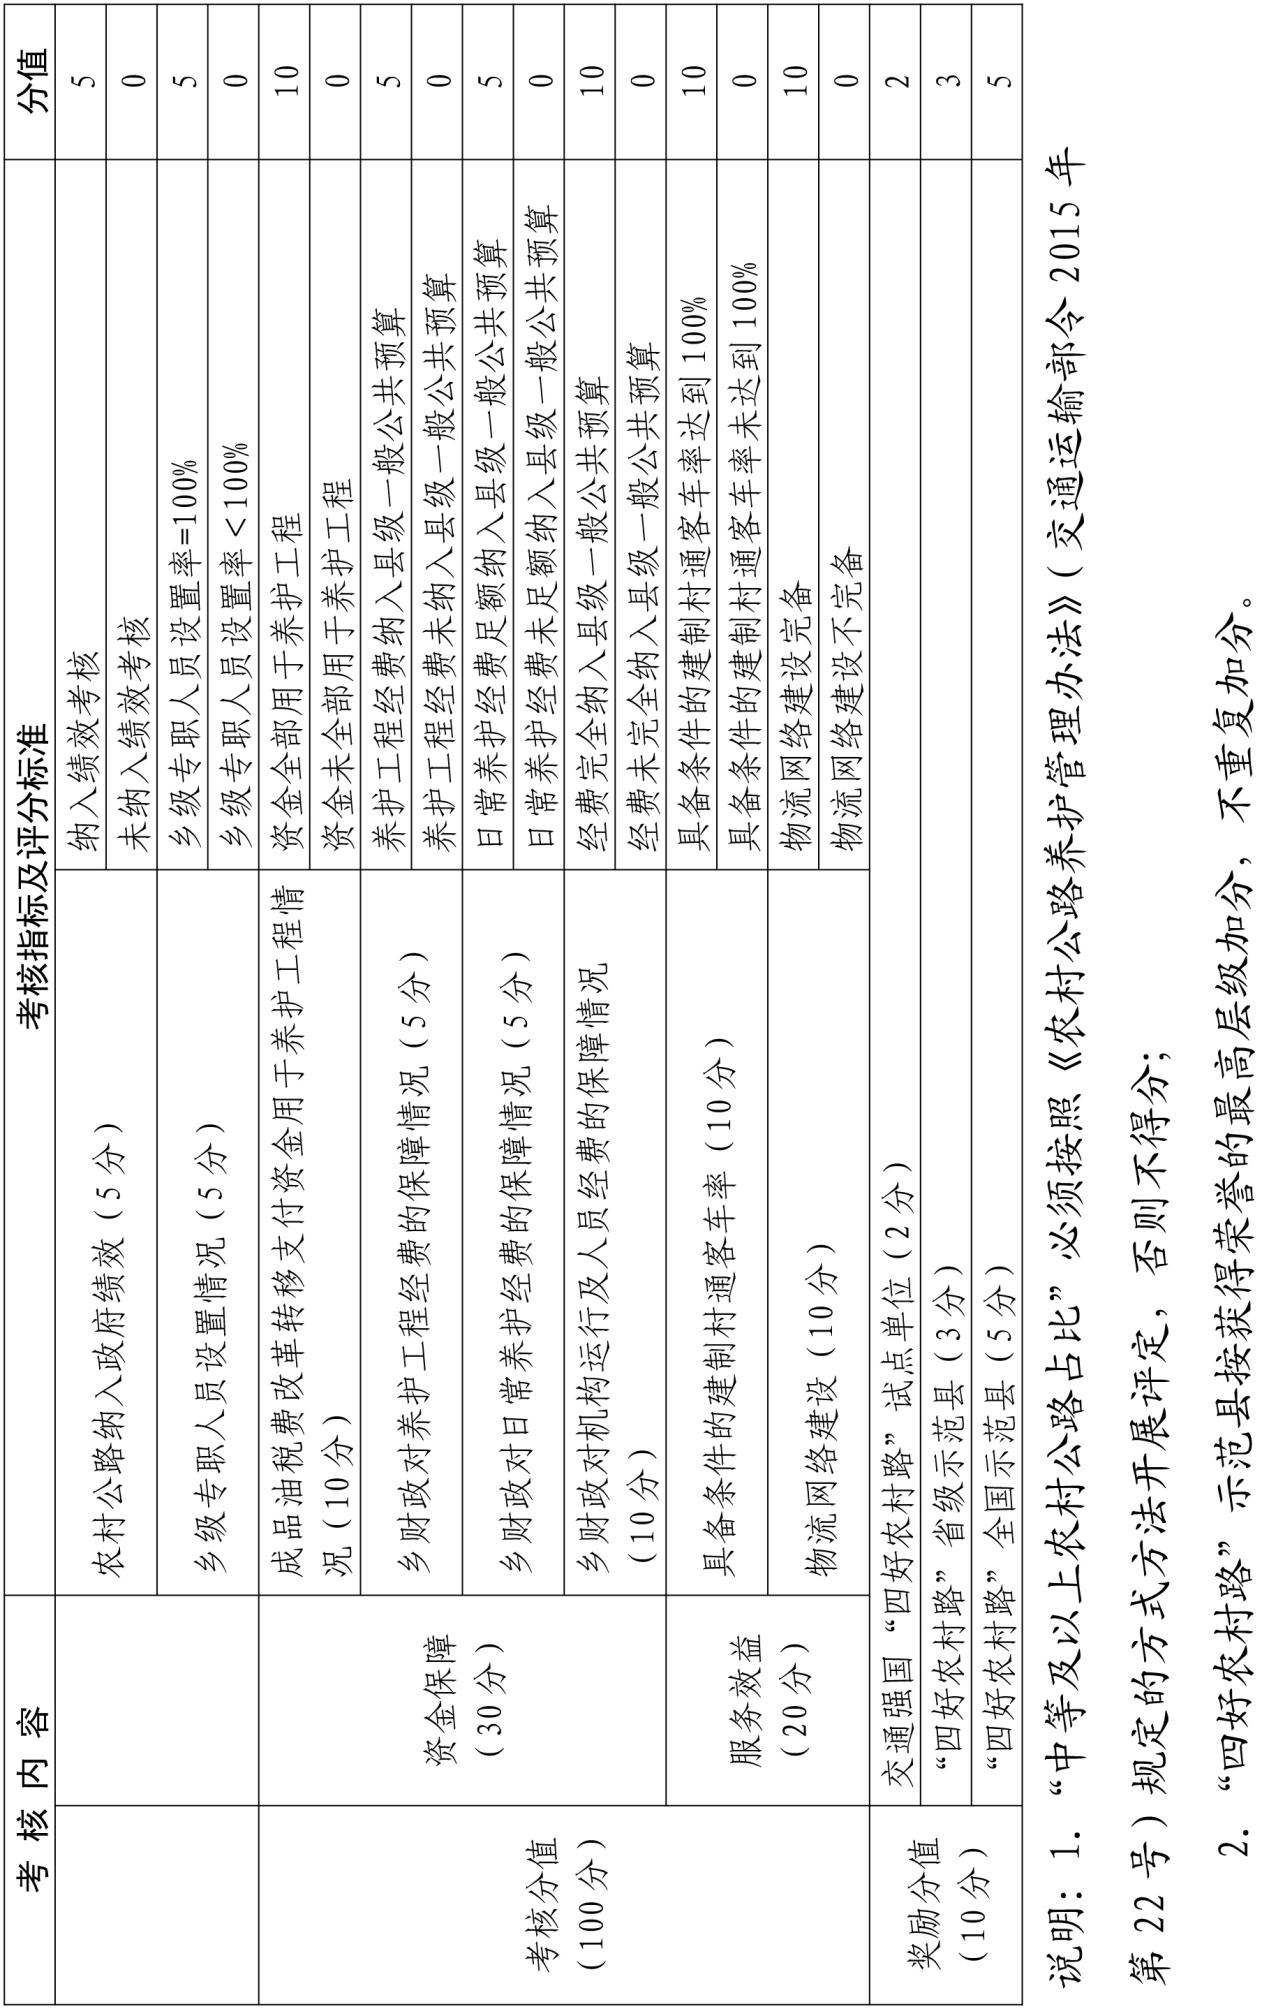 考核内容 考核指标及评分标准 分值
农村公路纳入政府绩效（5分） 纳入绩效考核 5
未纳入绩效考核 0
乡级专职人员设置情况（5分） 乡级专职人员设置率=100% 5
乡级专职人员设置率<100% 0
考核分值
（100分）
资金保障
（30分）
成品油税费改革转移支付资金用于养护工程情
况（10分）
资金全部用于养护工程 10
资金未全部用于养护工程 0
乡财政对养护工程经费的保障情况（5分） 养护工程经费纳入县级一般公共预算 5
养护工程经费未纳入县级一般公共预算 0
乡财政对日常养护经费的保障情况（5分） 日常养护经费足额纳入县级一般公共预算 5
日常养护经费未足额纳入县级一般公共预算 0
乡财政对机构运行及人员经费的保障情况
（10分）
经费完全纳入县级一般公共预算 10
经费未完全纳入县级一般公共预算 0
服务效益
（20分）
具备条件的建制村通客车率（10分） 具备条件的建制村通客车率达到100% 10
具备条件的建制村通客车率未达到100% 0
物流网络建设（10分） 物流网络建设完备 10
物流网络建设不完备 0
奖励分值
（10分）
交通强国“四好农村路”试点单位（2分） 2
“四好农村路”省级示范县（3分） 3
“四好农村路”全国示范县（5分） 5
说明：1.“中等及以上农村公路占比”必须按照《农村公路养护管理办法》（交通运输部令2015年
第22号）规定的方式方法开展评定，否则不得分；
2.“四好农村路”示范县按获得荣誉的最高层级加分，不重复加分。